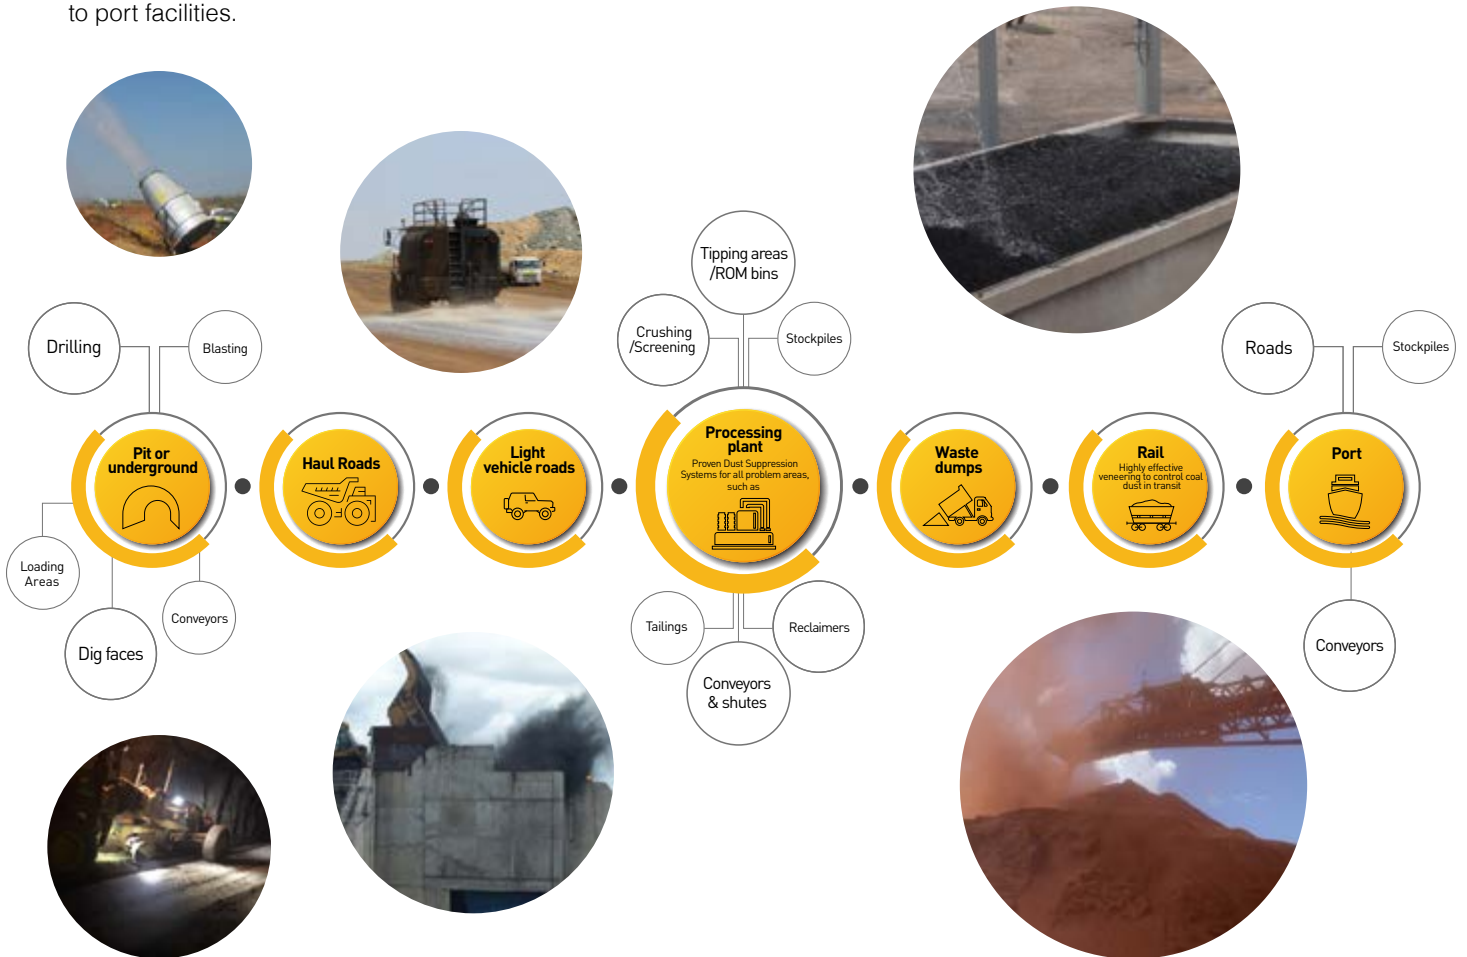 to port facilities.
Tipping areas
/ROM bins
Crushing
/Screening
Stockpiles
Drilling
Blasting
Roads
Stockpiles
Pit or
underground
Haul Roads
Light
vehicle roads
Processing
plant
Proven Dust Suppression
Systems for all problem areas,
such as
Waste
dumps
Rail
Highly effective
veneering to control coal
dust in transit
Port
Loading
Areas
Dig faces
Conveyors
Tailings
Conveyors
& shutes
Reclaimers
Conveyors